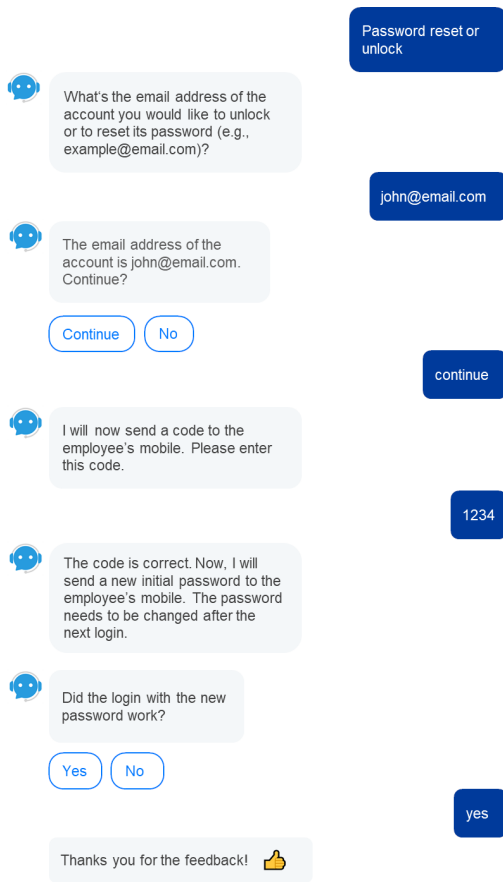 Password reset or
unlock
What's the email address of the
account you would like to unlock
or to reset its password (e.g.,
example@email.com)?
john@email.com
The email address of the
account is john@email.com.
Continue?
Continue
No
continue
I will now send a code to the
employee's mobile. Please enter
this code.
1234
The code is correct. Now, I will
send a new initial password to the
employee's mobile. The password
needs to be changed after the
next login.
Did the login with the new
password work?
Yes
No
yes
Thanks you for the feedback!